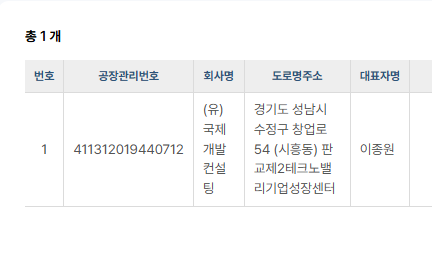 총 1 개
번호 공장관리번호 회사명 도로명주소 대표자명
(유) 경기도 성남시
국제 수정구 창업로
1 411312019440712 개발 54 (시흥동) 판 이종원
컨설 교제2테크노밸
팅 리기업성장센터